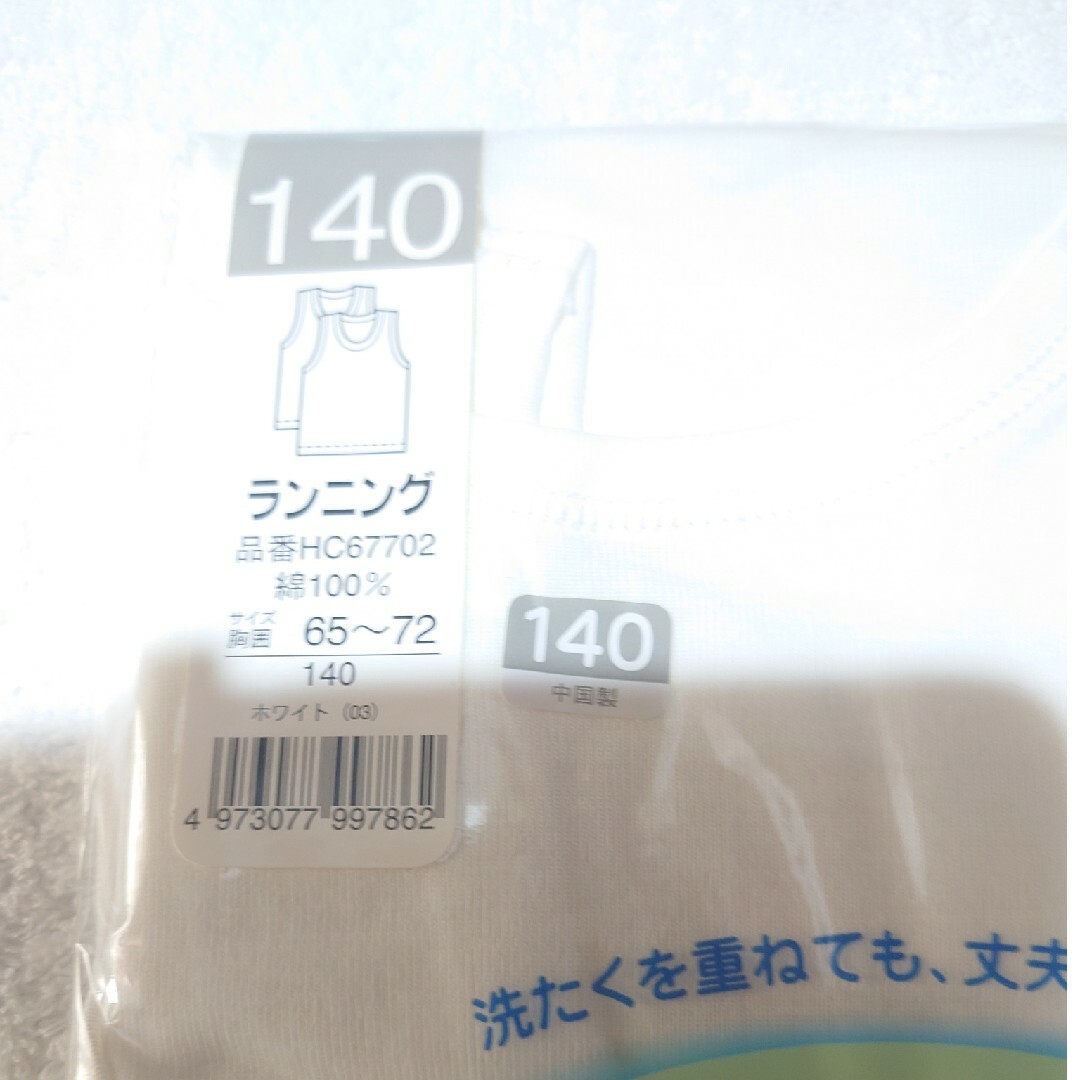 140
ランニング
品番HC67702
綿100%
サイズ
胸囲 65～72
140
ホワイト (03)
4 973077 997862
140
中国製
洗たくを重ねても、丈夫